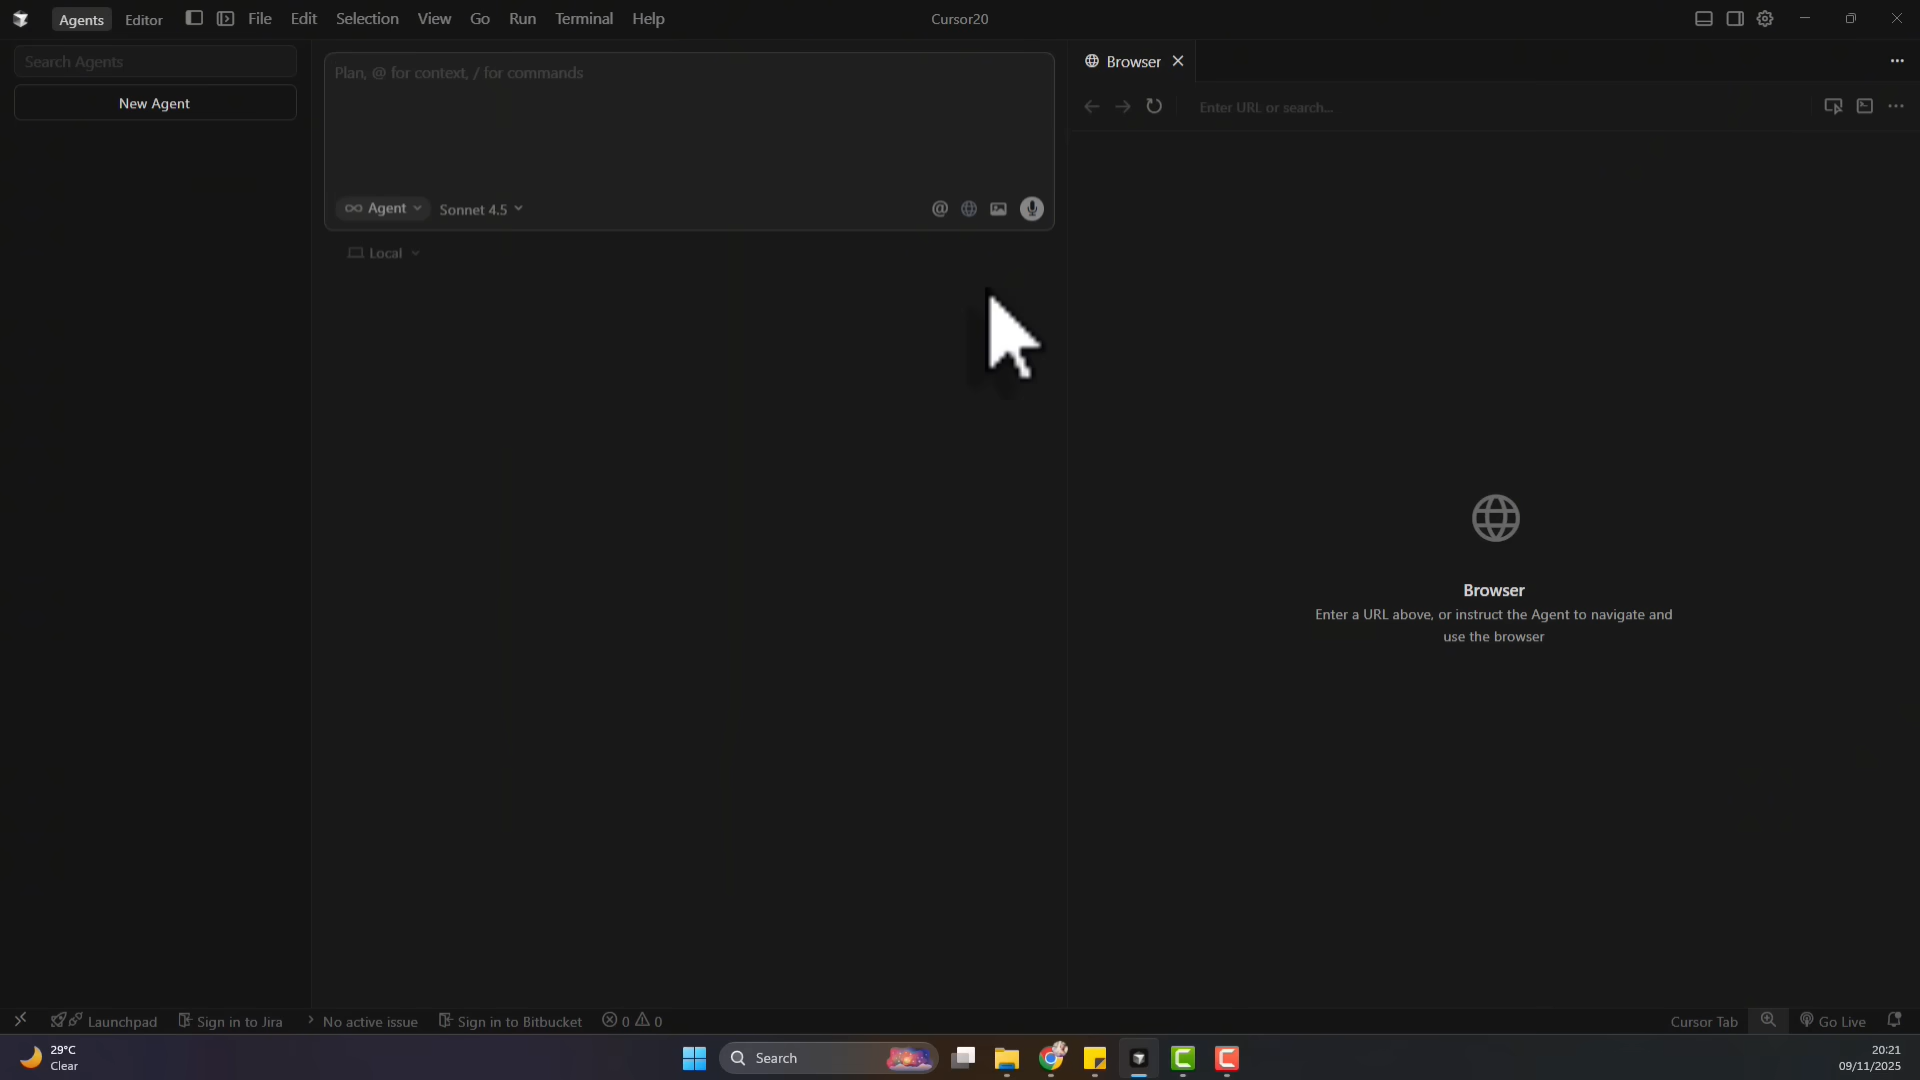 Agents Editor File Edit Selection View Go Run Terminal Help Cursor20
Search Agents
New Agent
Plan, @ for context, / for commands
Agent Sonnet 4.5
Local
Browser
Enter URL or search...
Browser
Enter a URL above, or instruct the Agent to navigate and
use the browser
Launchpad Sign in to Jira No active issue Sign in to Bitbucket 0 0 Cursor Tab Go Live
29°C
Clear
Search
20:21
09/11/2025